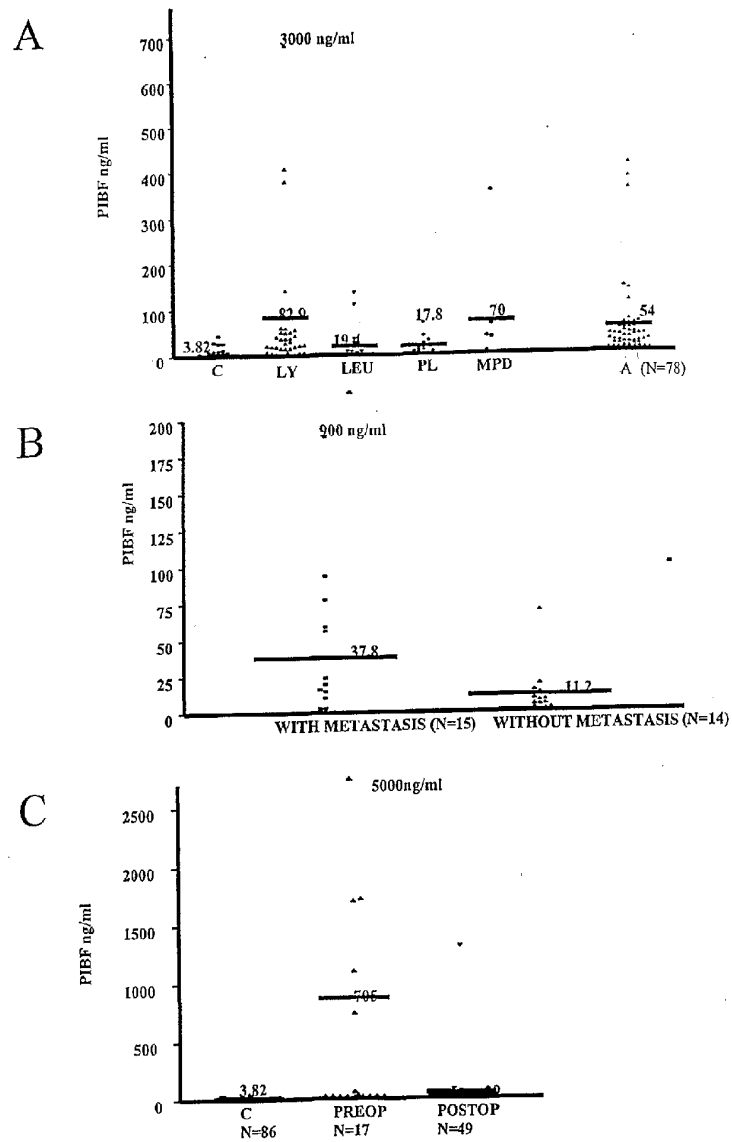 A
3000 ng/ml
PIBF ng/ml
700
600
500
400
300
200
100
0
3.82
82.9
17.8
70
54
C
LY
LEU
PL
MPD
A (N=78)
B
900 ng/ml
PIBF ng/ml
200
175
150
125
100
75
50
25
0
37.8
11.2
WITH METASTASIS (N=15)
WITHOUT METASTASIS (N=14)
C
5000ng/ml
PIBF ng/ml
2500
2000
1500
1000
500
0
3.82
C
N=86
PREOP
N=17
POSTOP
N=49